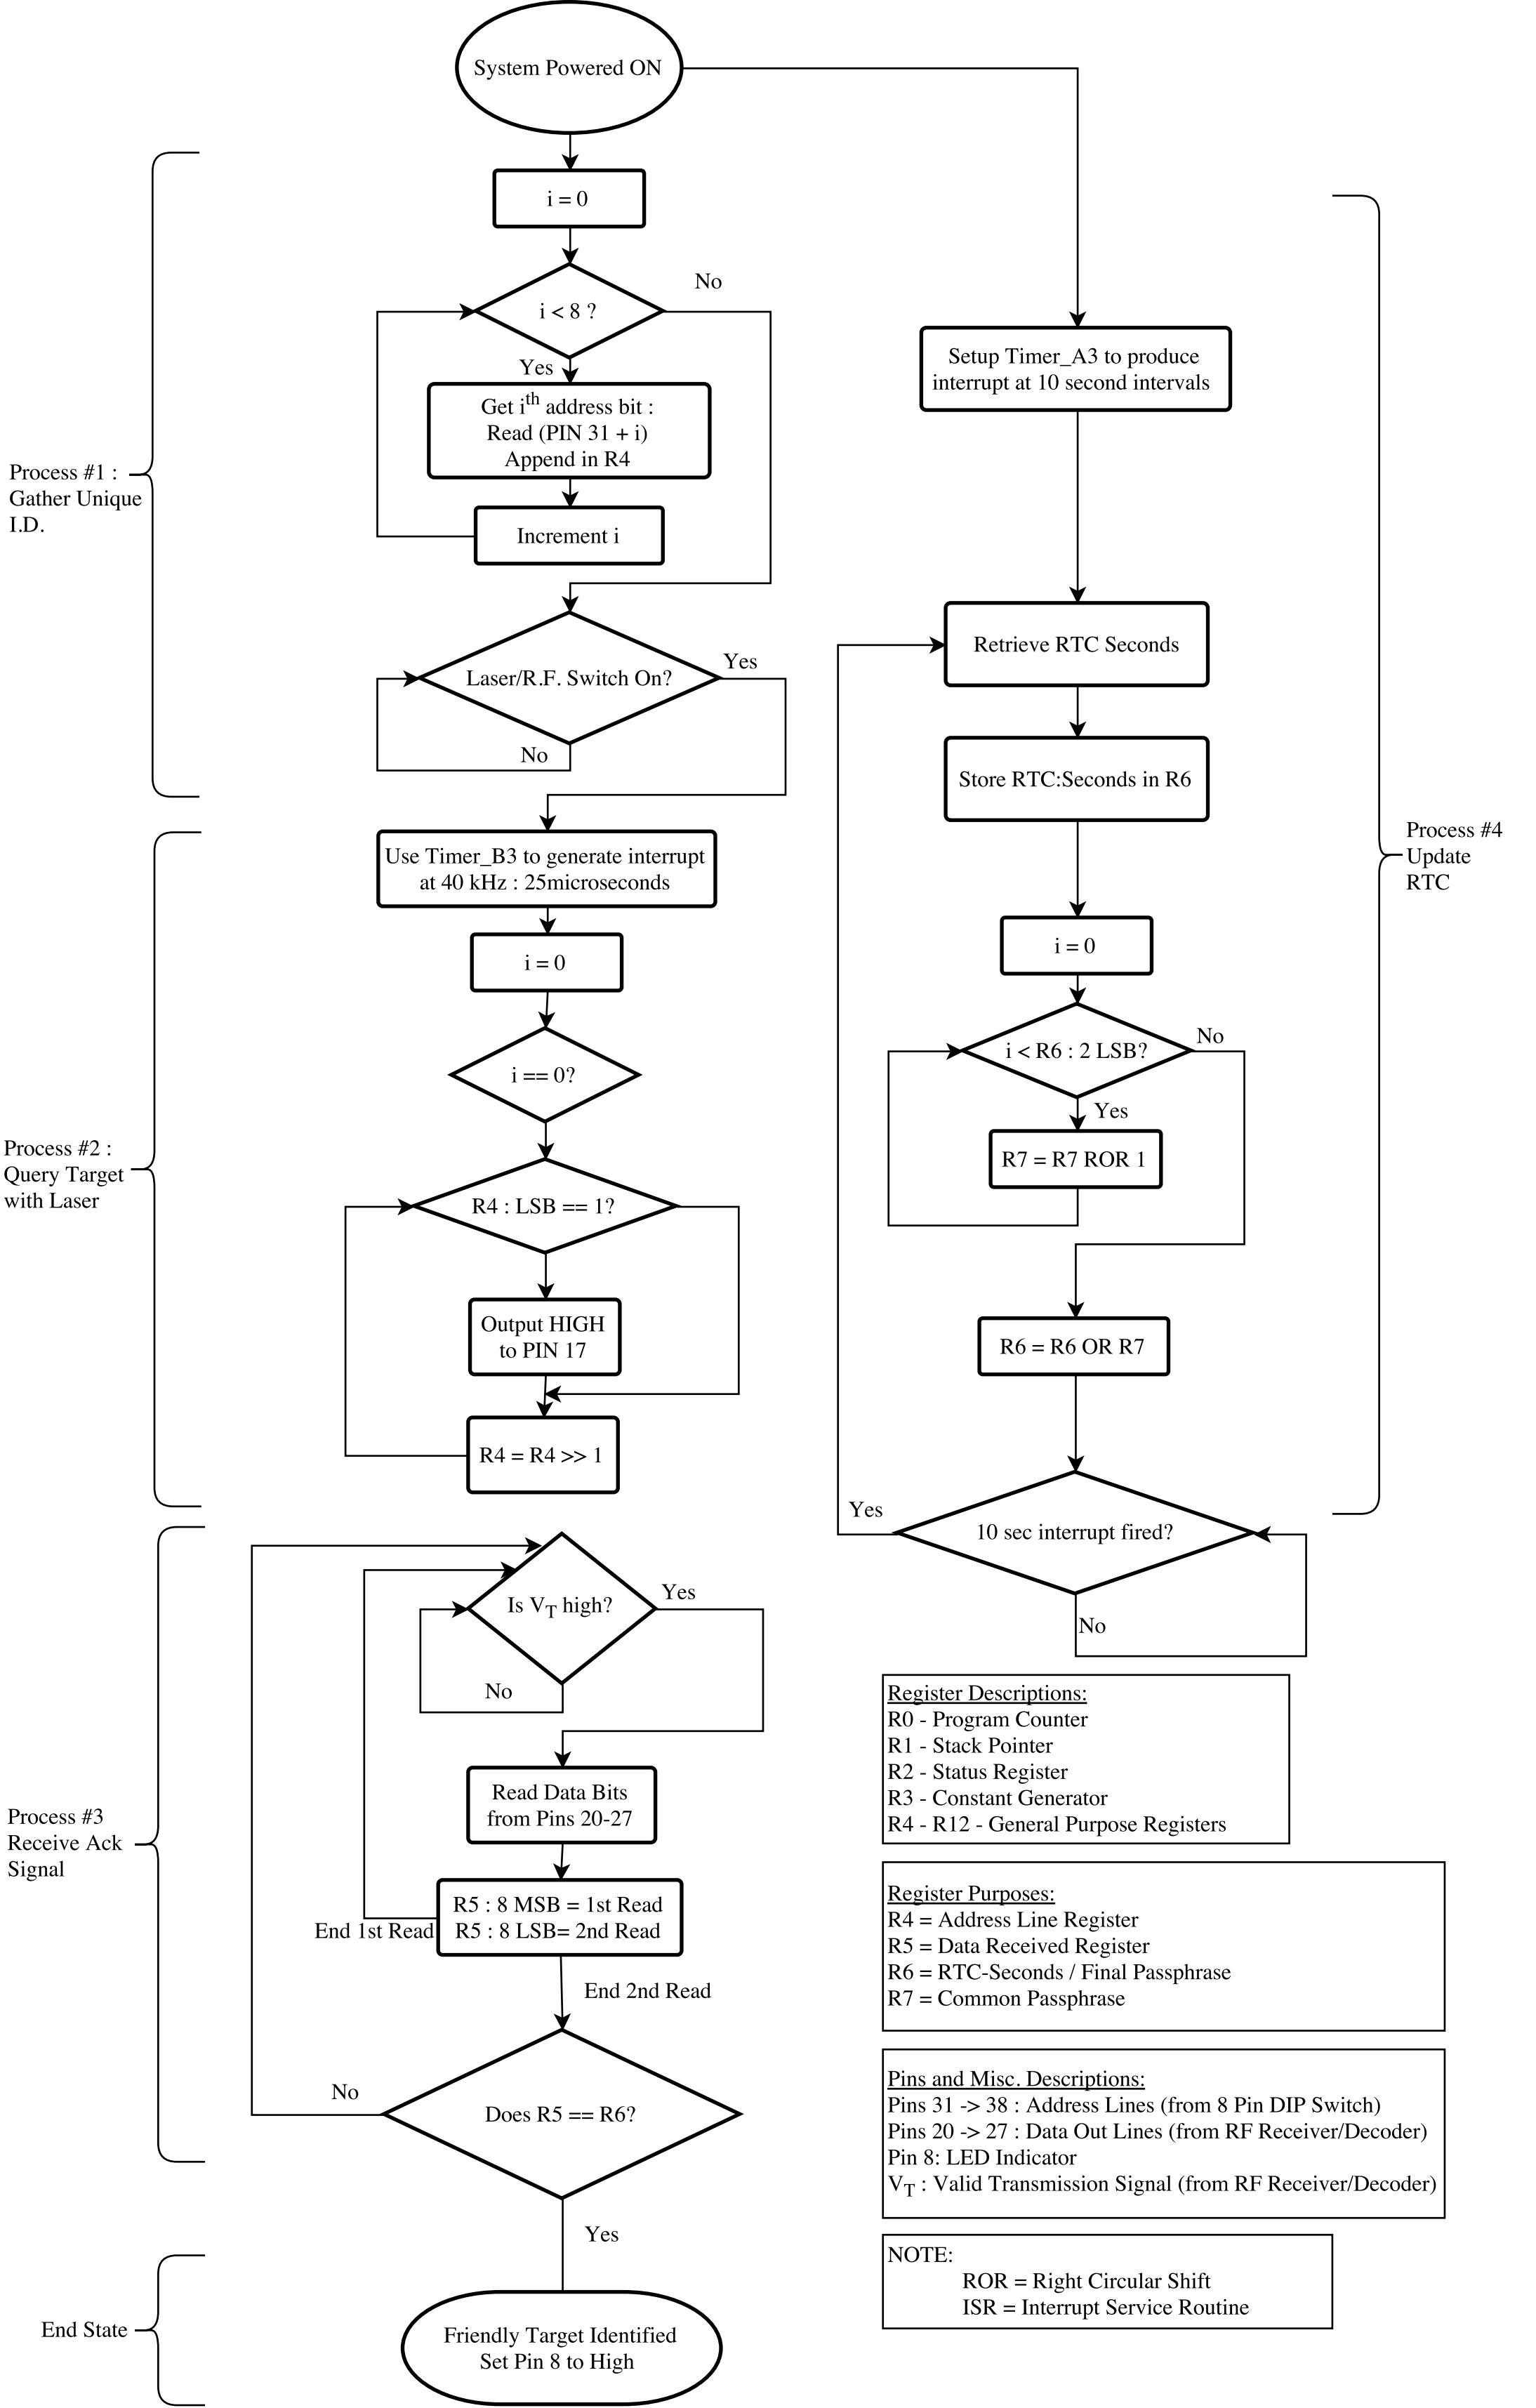 System Powered ON
i = 0
i < 8 ?
No
Yes
Get ith address bit :
Read (PIN 31 + i)
Append in R4
Increment i
Process #1 :
Gather Unique
I.D.
Laser/R.F. Switch On?
Yes
No
Use Timer_B3 to generate interrupt
at 40 kHz : 25microseconds
i = 0
i == 0?
R4 : LSB == 1?
Output HIGH
to PIN 17
R4 = R4 >> 1
Process #2 :
Query Target
with Laser
Is VT high?
Yes
No
Read Data Bits
from Pins 20-27
R5 : 8 MSB = 1st Read
R5 : 8 LSB= 2nd Read
End 1st Read
End 2nd Read
Process #3
Receive Ack
Signal
Does R5 == R6?
No
Yes
End State
Friendly Target Identified
Set Pin 8 to High
Setup Timer_A3 to produce
interrupt at 10 second intervals
Retrieve RTC Seconds
Store RTC:Seconds in R6
i = 0
i < R6 : 2 LSB?
No
Yes
R7 = R7 ROR 1
R6 = R6 OR R7
10 sec interrupt fired?
Yes
No
Process #4
Update
RTC
Register Descriptions:
R0 - Program Counter
R1 - Stack Pointer
R2 - Status Register
R3 - Constant Generator
R4 - R12 - General Purpose Registers
Register Purposes:
R4 = Address Line Register
R5 = Data Received Register
R6 = RTC-Seconds / Final Passphrase
R7 = Common Passphrase
Pins and Misc. Descriptions:
Pins 31 -> 38 : Address Lines (from 8 Pin DIP Switch)
Pins 20 -> 27 : Data Out Lines (from RF Receiver/Decoder)
Pin 8: LED Indicator
VT : Valid Transmission Signal (from RF Receiver/Decoder)
NOTE:
ROR = Right Circular Shift
ISR = Interrupt Service Routine